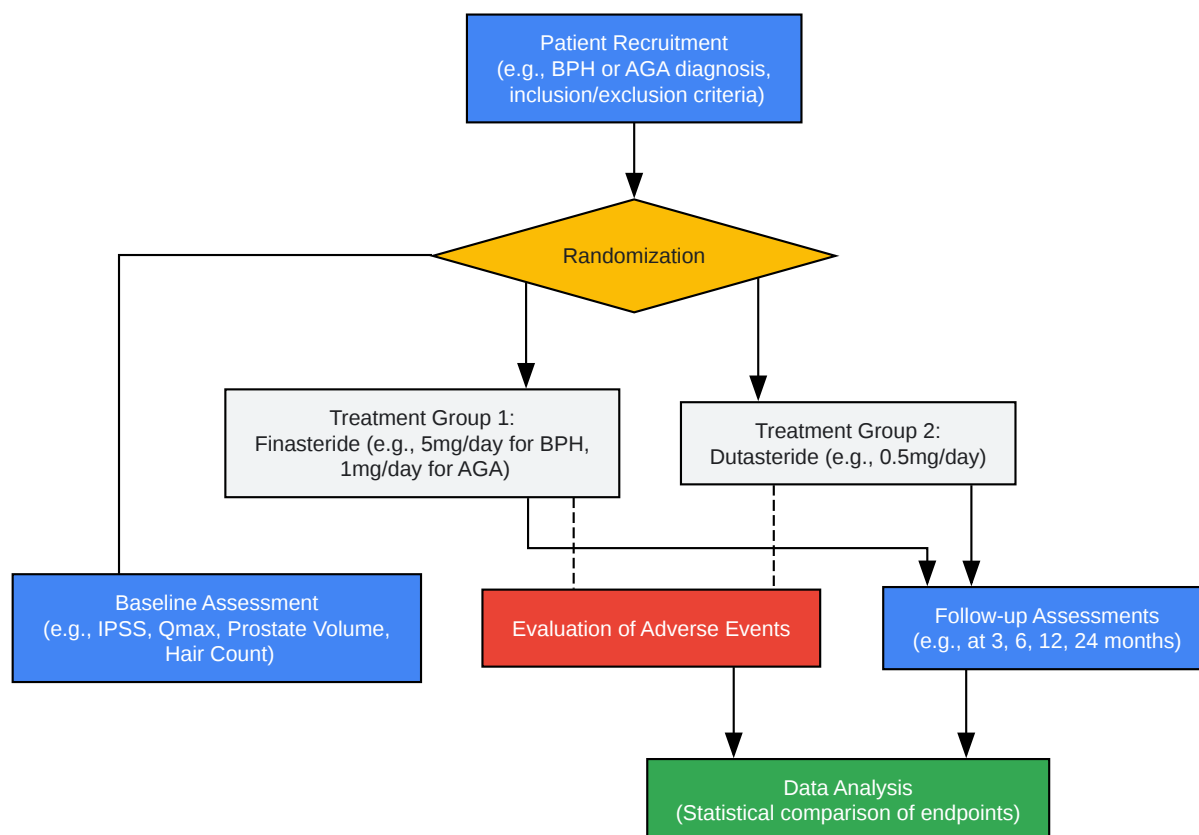 Patient Recruitment
(e.g., BPH or AGA diagnosis,
inclusion/exclusion criteria)
Randomization
Treatment Group 1:
Finasteride (e.g., 5mg/day for BPH,
1mg/day for AGA)
Treatment Group 2:
Dutasteride (e.g., 0.5mg/day)
Baseline Assessment
(e.g., IPSS, Qmax, Prostate Volume,
Hair Count)
Evaluation of Adverse Events
Follow-up Assessments
(e.g., at 3, 6, 12, 24 months)
Data Analysis
(Statistical comparison of endpoints)